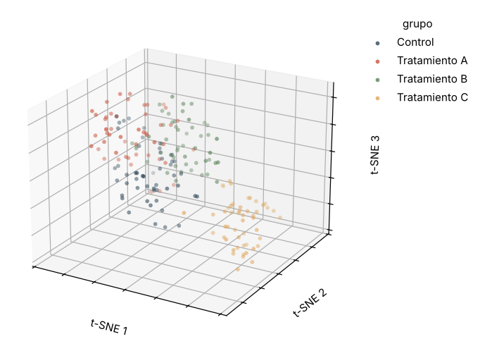 grupo
Control
Tratamiento A
Tratamiento B
Tratamiento C
t-SNE 3
t-SNE 2
t-SNE 1